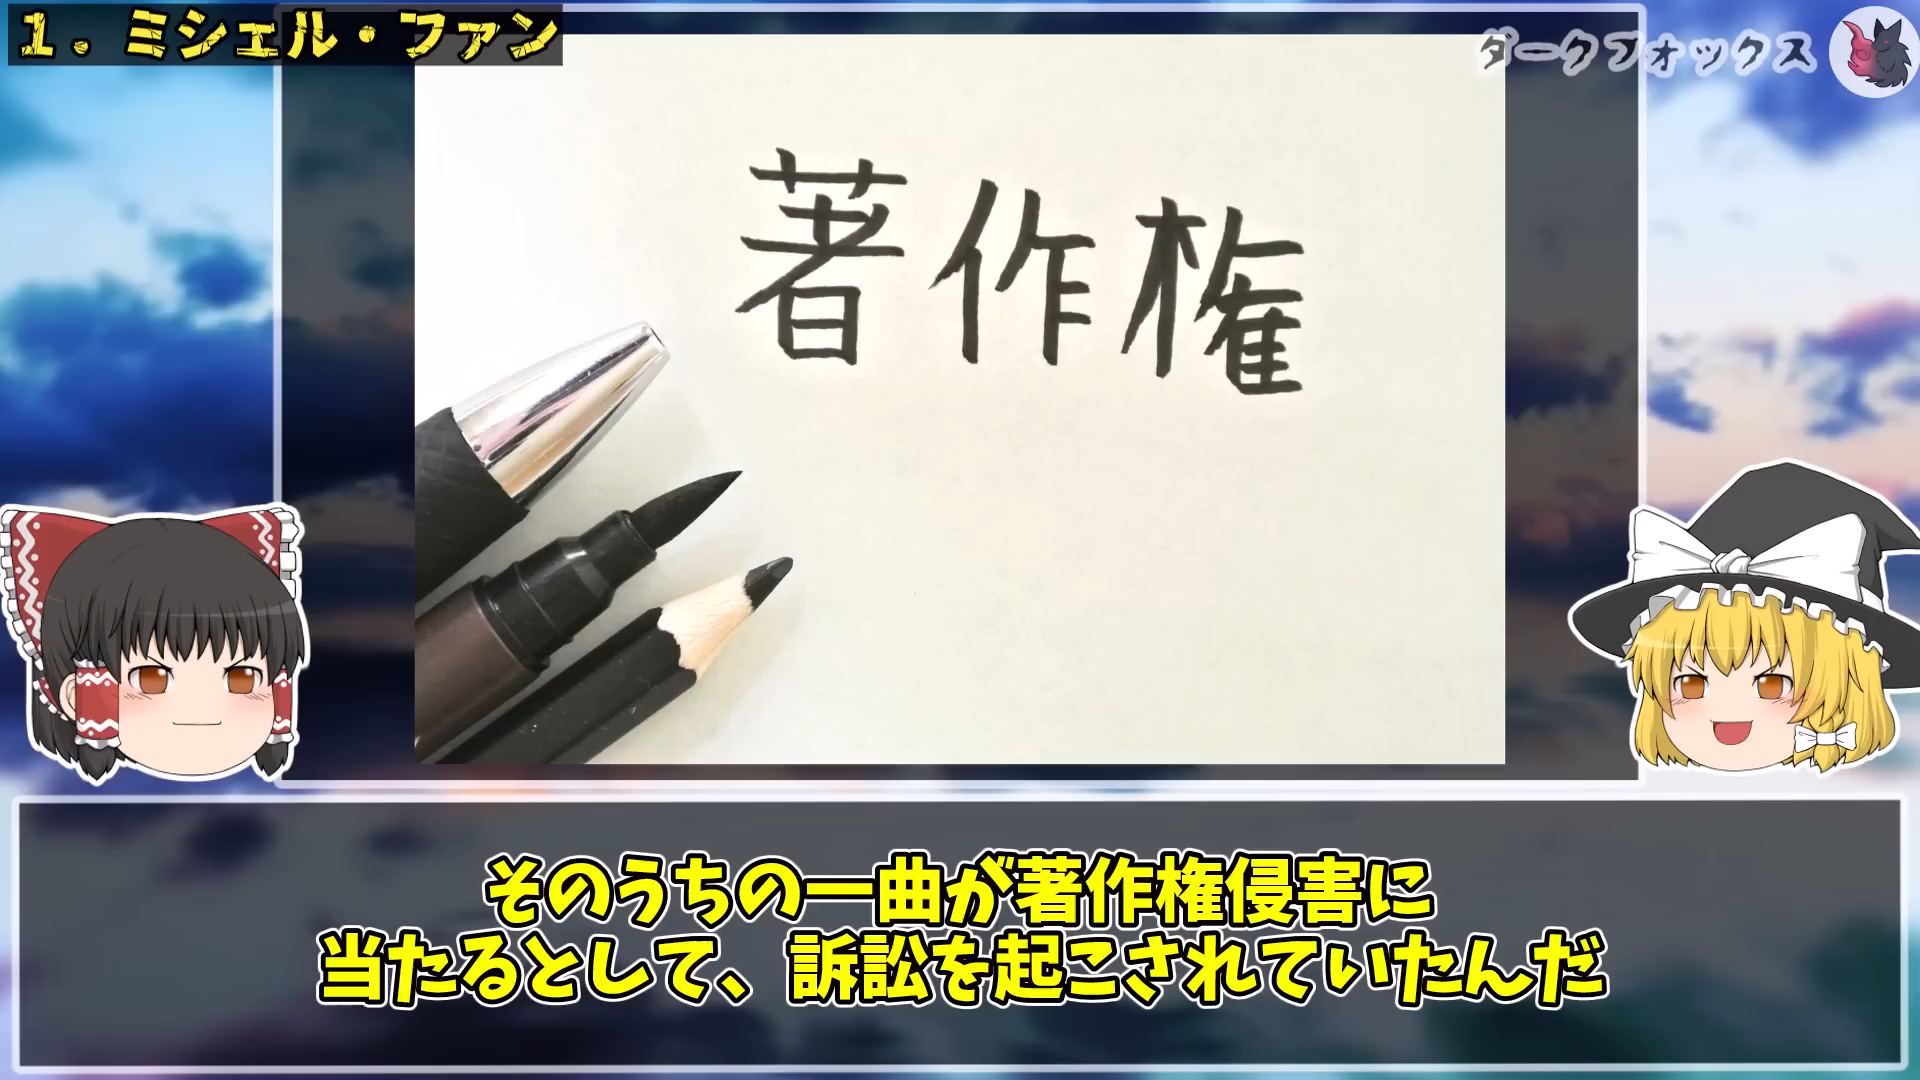 1．ミシェル・ファン
ダークフォックス
著作権
そのうちの一曲が著作権侵害に
当たるとして、訴訟を起こされていたんだ